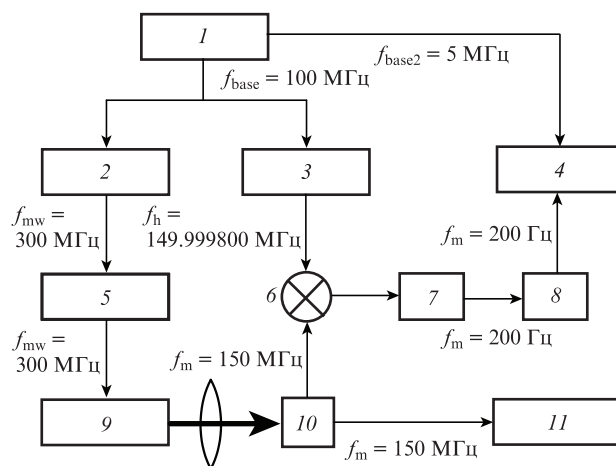 1
f_base2 = 5 МГц
f_base = 100 МГц
2
3
4
f_mw =
300 МГц
f_h =
149.999800 МГц
f_m = 200 Гц
5
6
7
8
f_m = 200 Гц
f_mw =
300 МГц
f_m = 150 МГц
9
10
11
f_m = 150 МГц